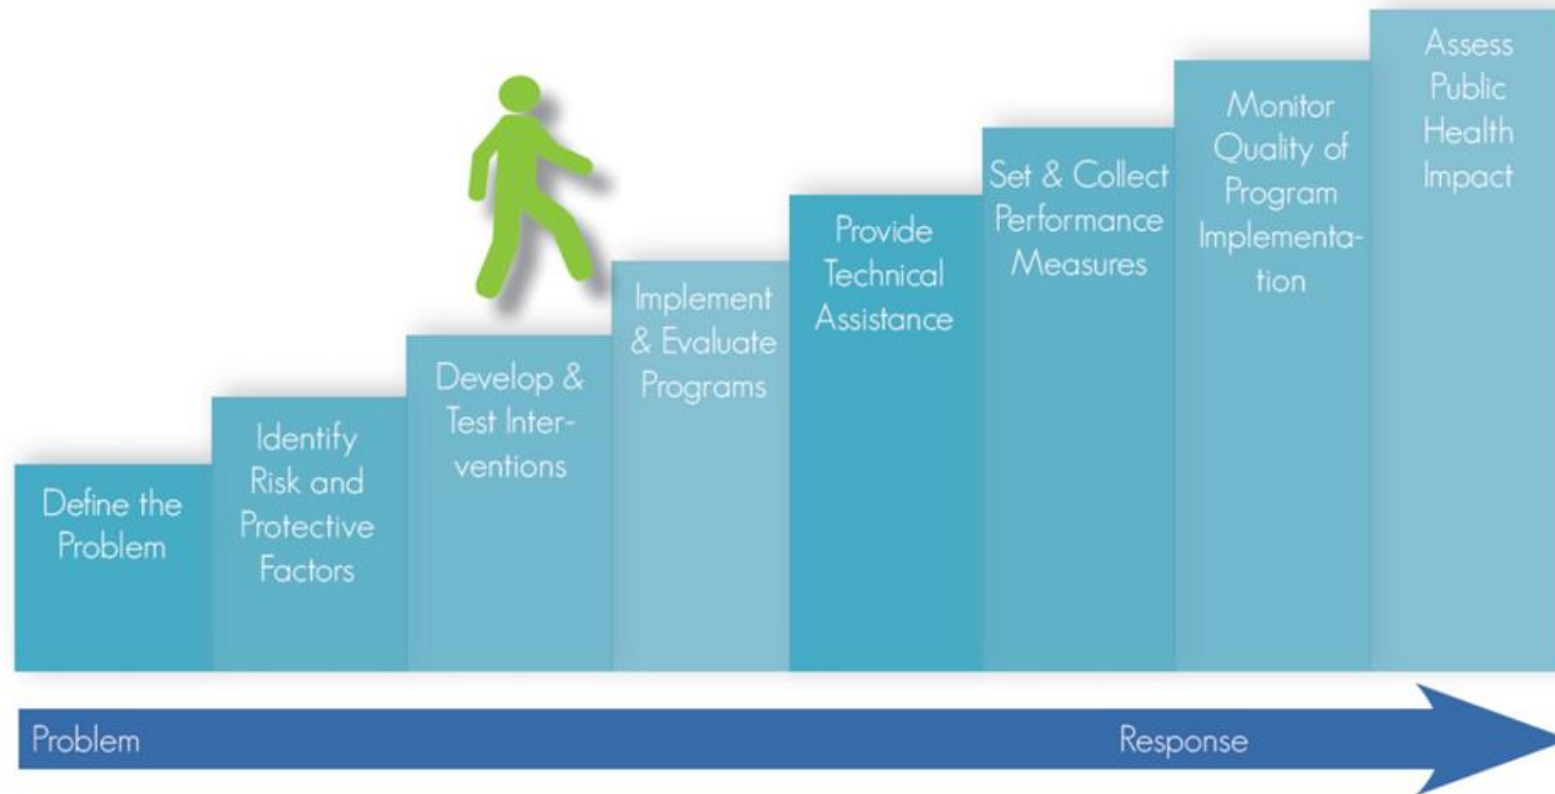 Define the
Problem
Identify
Risk and
Protective
Factors
Develop &
Test Inter-
ventions
Implement
& Evaluate
Programs
Provide
Technical
Assistance
Set & Collect
Performance
Measures
Monitor
Quality of
Program
Implementa-
tion
Assess
Public
Health
Impact
Problem
Response